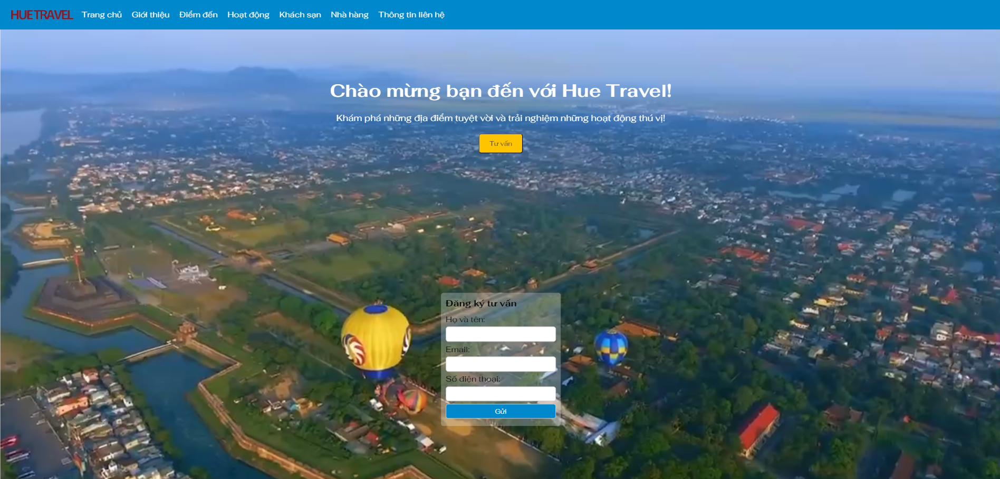 HUETRAVEL Trang chủ Giới thiệu Điểm đến Hoạt động Khách sạn Nhà hàng Thông tin liên hệ
Chào mừng bạn đến với Hue Travel!
Khám phá những địa điểm tuyệt vời và trải nghiệm những hoạt động thú vị!
Tư vấn
Đăng ký tư vấn
Họ và tên:
Email:
Số điện thoại:
Gửi